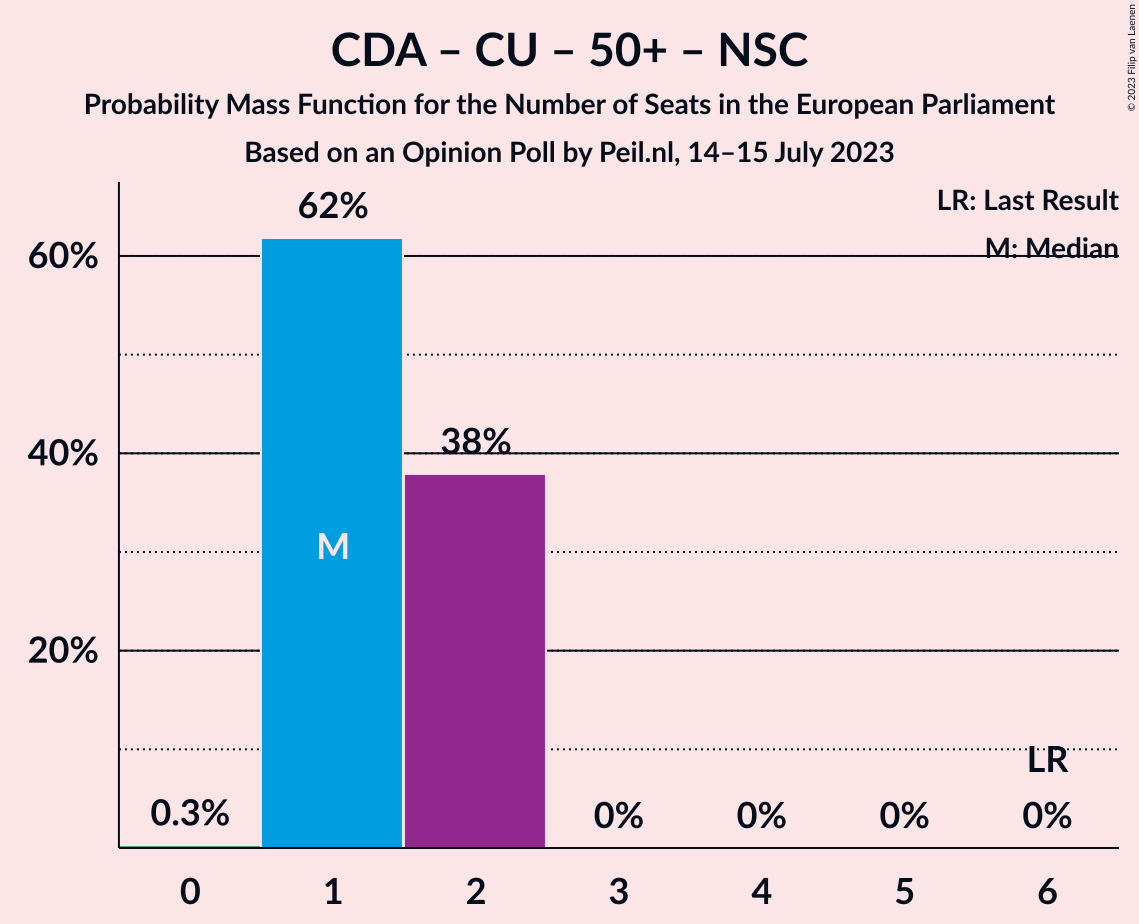 CDA – CU – 50+ – NSC
Probability Mass Function for the Number of Seats in the European Parliament
Based on an Opinion Poll by Peil.nl, 14–15 July 2023
© 2023 Filip van Laenen
LR: Last Result
M: Median
62%
60%
38%
40%
M
20%
LR
0.3%
0%
0%
0%
0%
0
1
2
3
4
5
6